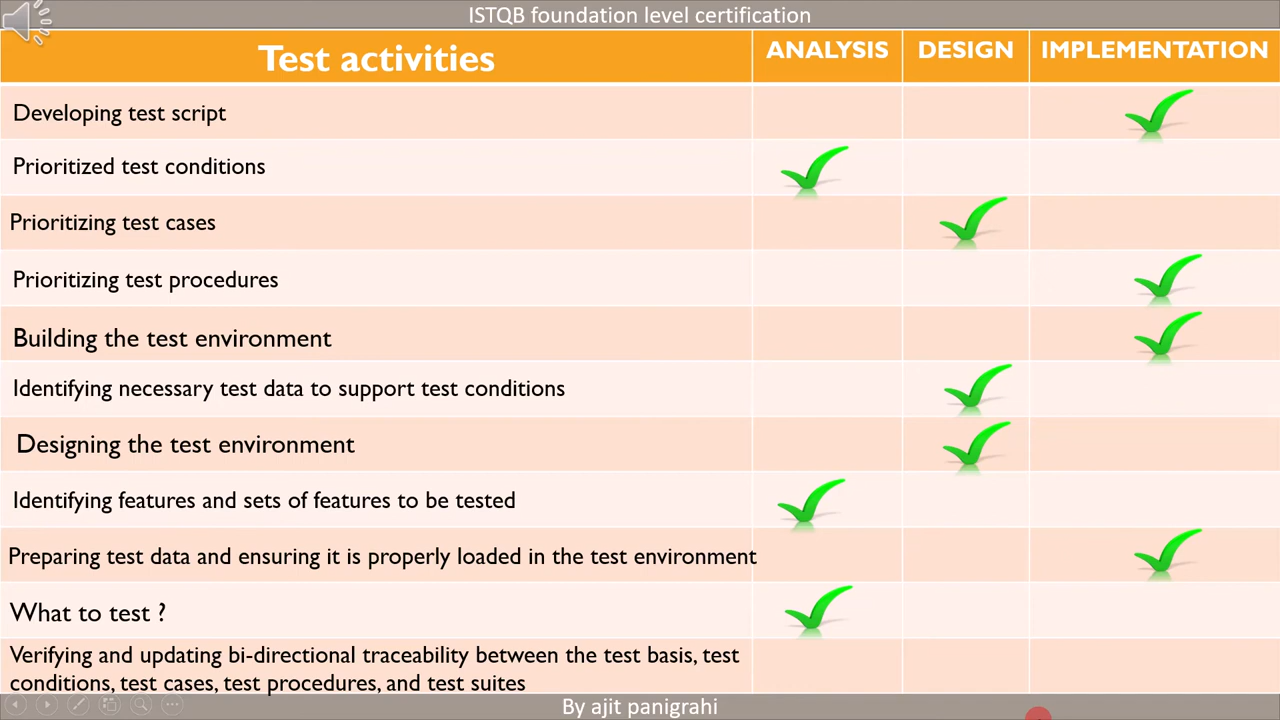 ISTQB foundation level certification
Test activities ANALYSIS DESIGN IMPLEMENTATION
Developing test script
Prioritized test conditions
Prioritizing test cases
Prioritizing test procedures
Building the test environment
Identifying necessary test data to support test conditions
Designing the test environment
Identifying features and sets of features to be tested
Preparing test data and ensuring it is properly loaded in the test environment
What to test ?
Verifying and updating bi-directional traceability between the test basis, test
conditions, test cases, test procedures, and test suites
By ajit panigrahi